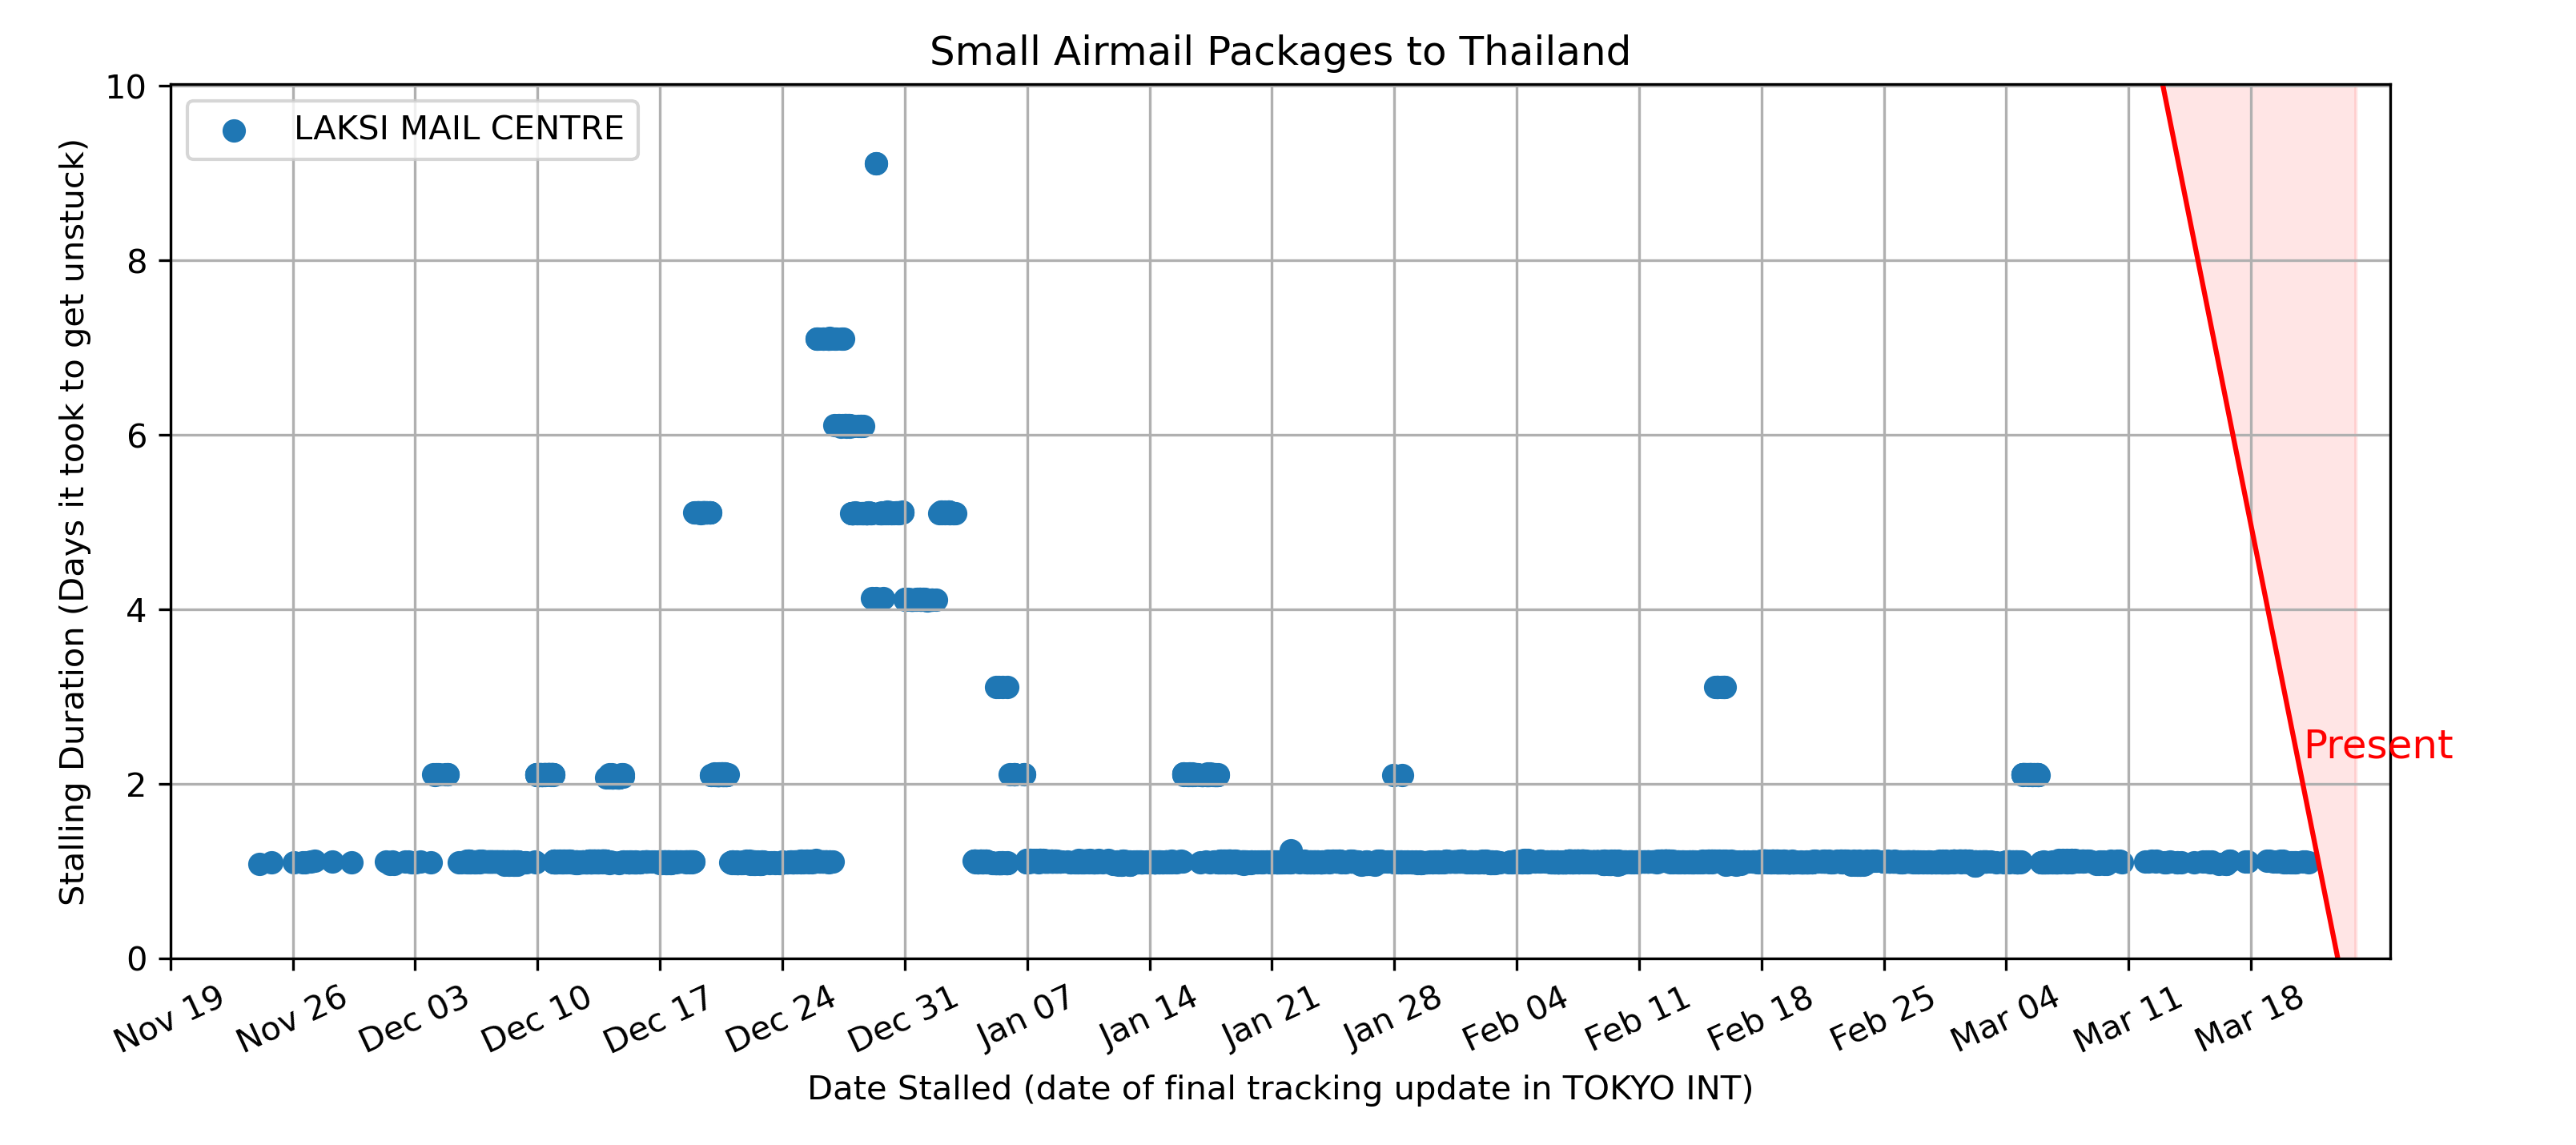 Small Airmail Packages to Thailand
LAKSI MAIL CENTRE
Stalling Duration (Days it took to get unstuck)
10
8
6
4
2
0
Present
Nov 19
Nov 26
Dec 03
Dec 10
Dec 17
Dec 24
Dec 31
Jan 07
Jan 14
Jan 21
Jan 28
Feb 04
Feb 11
Feb 18
Feb 25
Mar 04
Mar 11
Mar 18
Date Stalled (date of final tracking update in TOKYO INT)